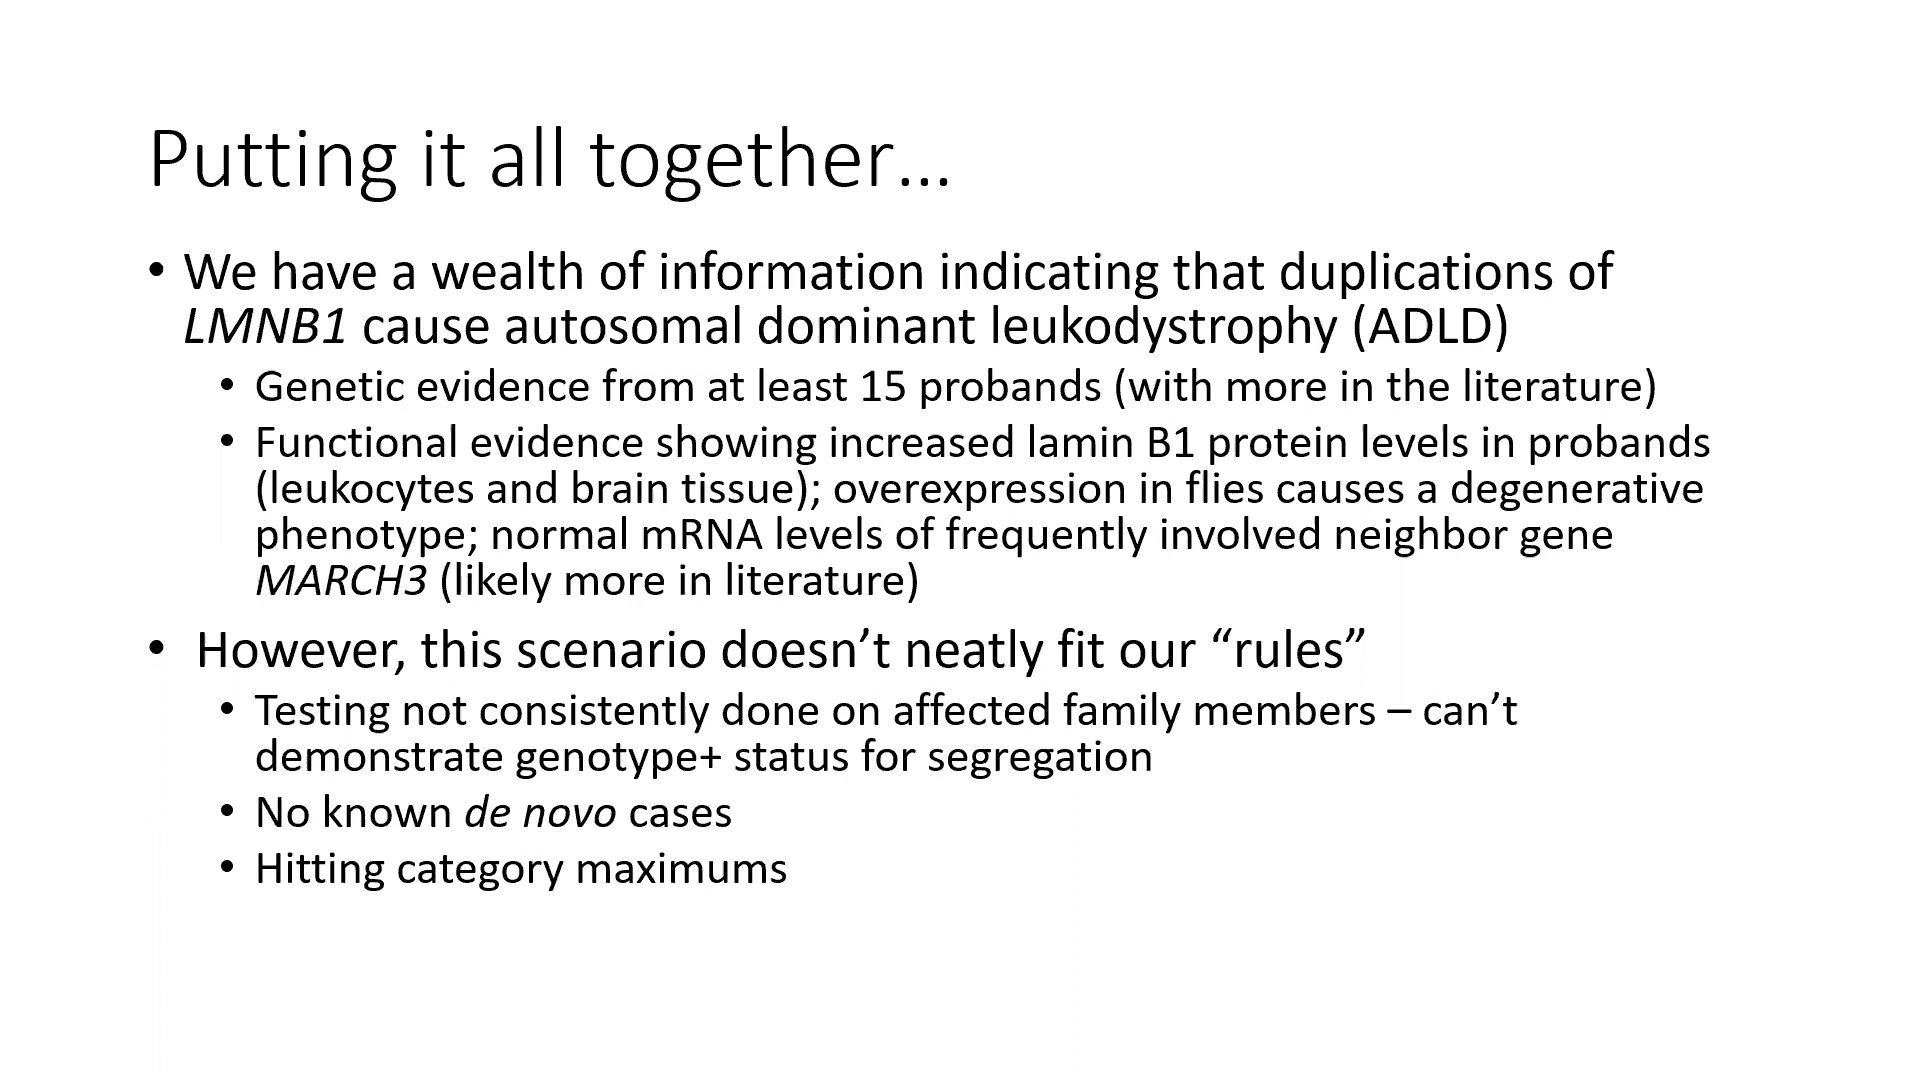 Putting it all together…
• We have a wealth of information indicating that duplications of
LMNB1 cause autosomal dominant leukodystrophy (ADLD)
• Genetic evidence from at least 15 probands (with more in the literature)
• Functional evidence showing increased lamin B1 protein levels in probands
(leukocytes and brain tissue); overexpression in flies causes a degenerative
phenotype; normal mRNA levels of frequently involved neighbor gene
MARCH3 (likely more in literature)
• However, this scenario doesn’t neatly fit our “rules”
• Testing not consistently done on affected family members – can’t
demonstrate genotype+ status for segregation
• No known de novo cases
• Hitting category maximums